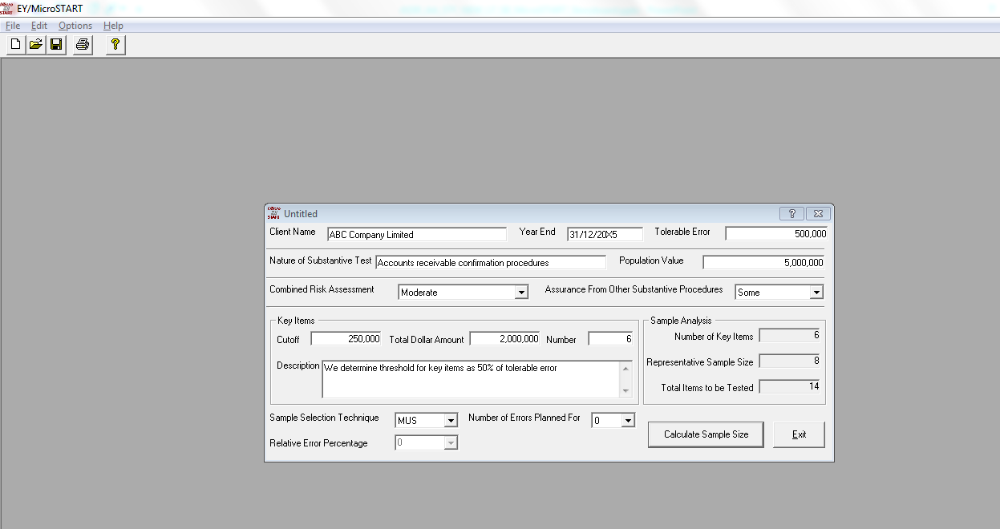 EY/MicroSTART
File Edit Options Help
Untitled
Client Name ABC Company Limited Year End 31/12/20X5 Tolerable Error 500,000
Nature of Substantive Test Accounts receivable confirmation procedures Population Value 5,000,000
Combined Risk Assessment Moderate Assurance From Other Substantive Procedures Some
Key Items Sample Analysis
Cutoff 250,000 Total Dollar Amount 2,000,000 Number 6 Number of Key Items 6
Description We determine threshold for key items as 50% of tolerable error Representative Sample Size 8
Total Items to be Tested 14
Sample Selection Technique MUS Number of Errors Planned For 0
Relative Error Percentage 0 Calculate Sample Size Exit